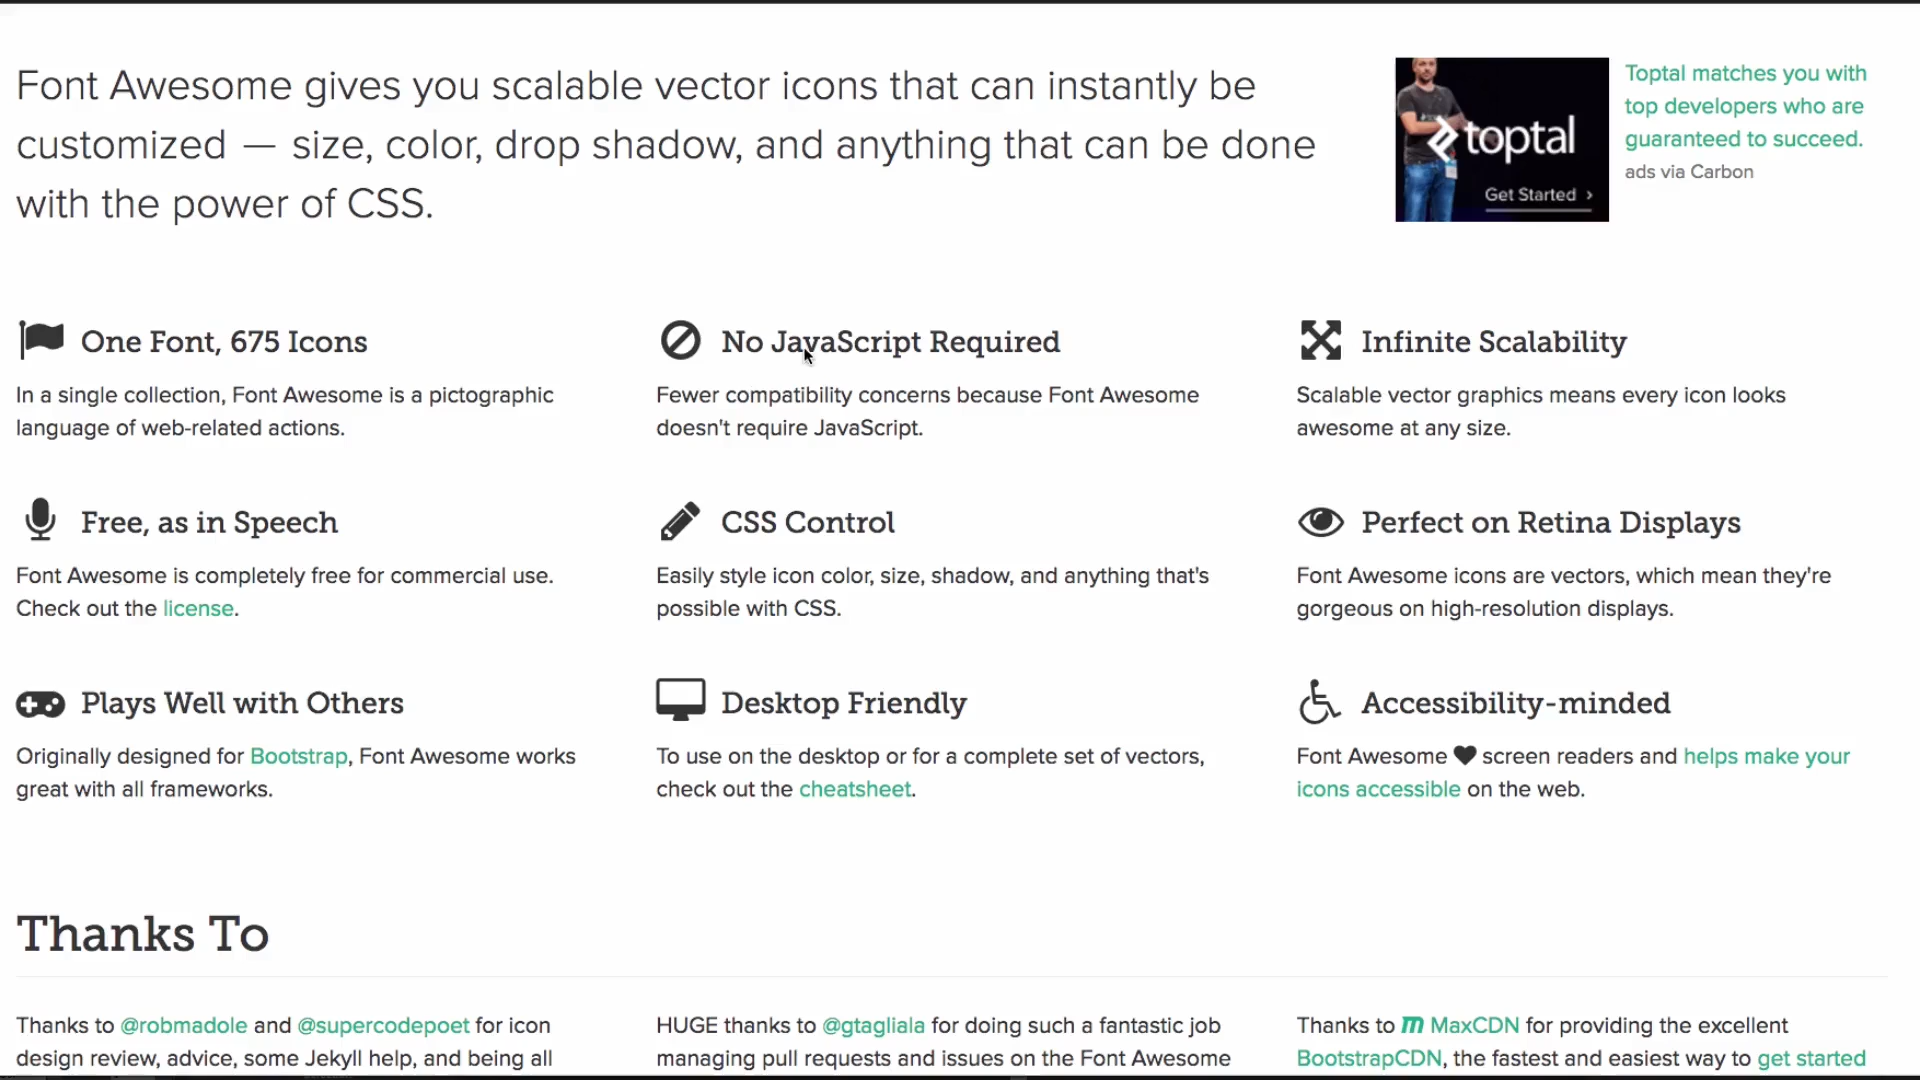 Font Awesome gives you scalable vector icons that can instantly be
customized — size, color, drop shadow, and anything that can be done
with the power of CSS.
toptal
Get Started ›
Toptal matches you with
top developers who are
guaranteed to succeed.
ads via Carbon
One Font, 675 Icons
In a single collection, Font Awesome is a pictographic
language of web-related actions.
No JavaScript Required
Fewer compatibility concerns because Font Awesome
doesn't require JavaScript.
Infinite Scalability
Scalable vector graphics means every icon looks
awesome at any size.
Free, as in Speech
Font Awesome is completely free for commercial use.
Check out the license.
CSS Control
Easily style icon color, size, shadow, and anything that's
possible with CSS.
Perfect on Retina Displays
Font Awesome icons are vectors, which mean they're
gorgeous on high-resolution displays.
Plays Well with Others
Originally designed for Bootstrap, Font Awesome works
great with all frameworks.
Desktop Friendly
To use on the desktop or for a complete set of vectors,
check out the cheatsheet.
Accessibility-minded
Font Awesome ♥ screen readers and helps make your
icons accessible on the web.
Thanks To
Thanks to @robmadole and @supercodepoet for icon
design review, advice, some Jekyll help, and being all
HUGE thanks to @gtagliala for doing such a fantastic job
managing pull requests and issues on the Font Awesome
Thanks to m MaxCDN for providing the excellent
BootstrapCDN, the fastest and easiest way to get started